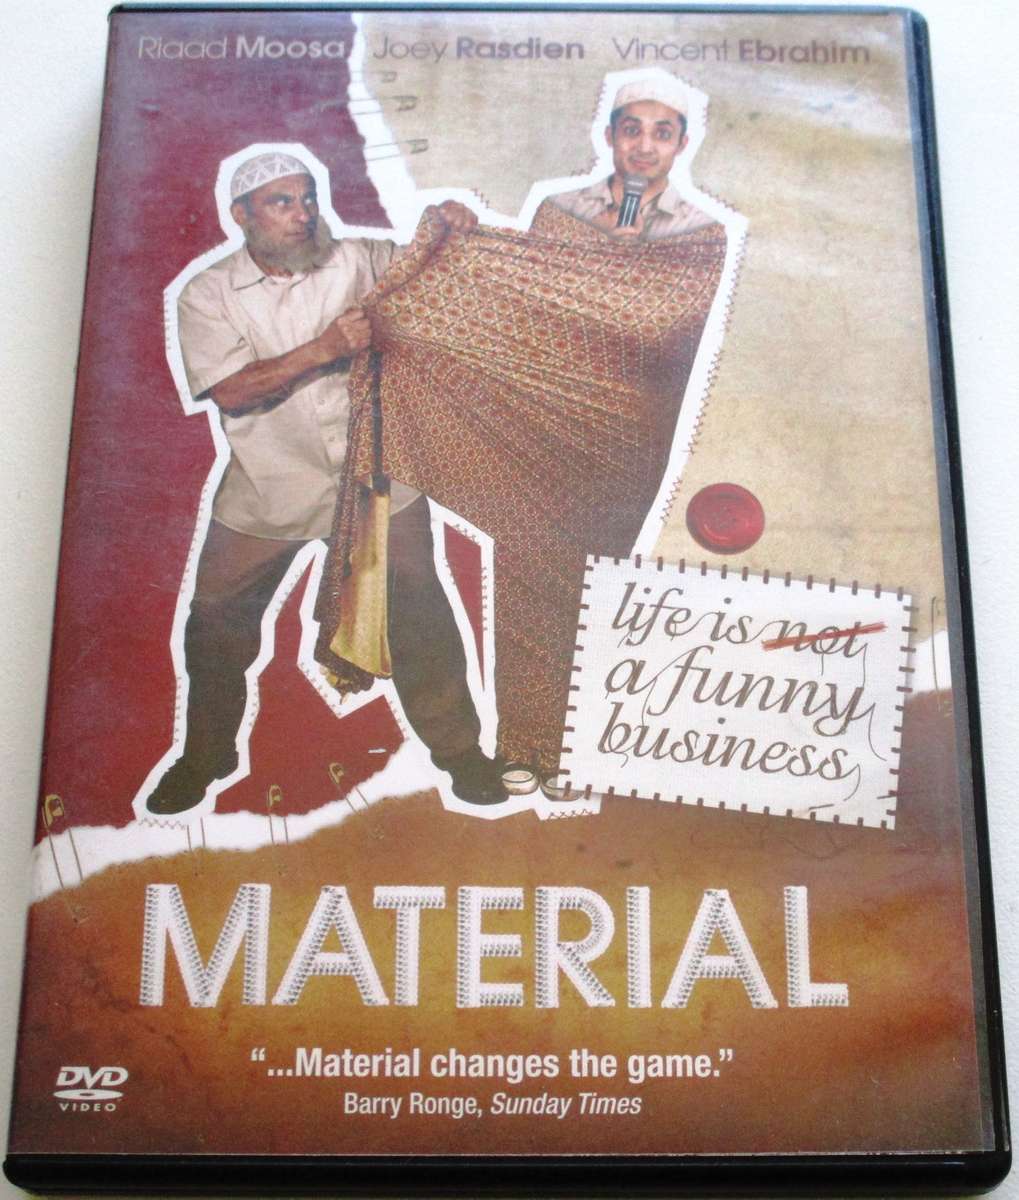 Riaad Moosa Joey Rasdien Vincent Ebrahim
life is not
a funny
business
MATERIAL
"...Material changes the game."
Barry Ronge, Sunday Times
DVD
VIDEO